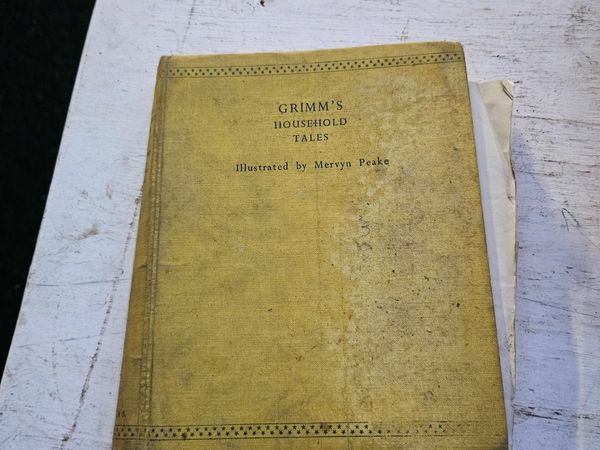 GRIMM'S
HOUSEHOLD
TALES
Illustrated by Mervyn Peake